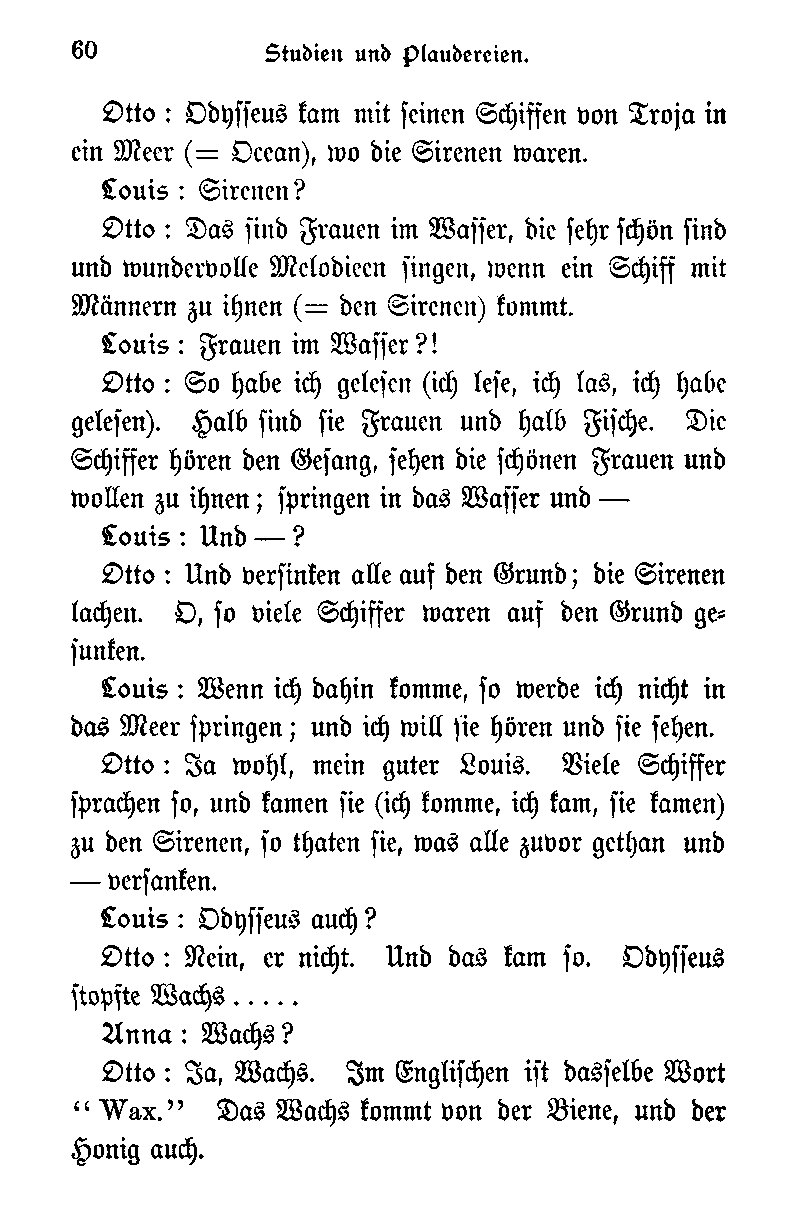 60 Studien und Plaudereien.
Otto : Odysseus kam mit seinen Schiffen von Troja in
ein Meer (= Ocean), wo die Sirenen waren.
Louis : Sirenen?
Otto : Das sind Frauen im Wasser, die sehr schön sind
und wundervolle Melodieen singen, wenn ein Schiff mit
Männern zu ihnen (= den Sirenen) kommt.
Louis : Frauen im Wasser?!
Otto : So habe ich gelesen (ich lese, ich las, ich habe
gelesen). Halb sind sie Frauen und halb Fische. Die
Schiffer hören den Gesang, sehen die schönen Frauen und
wollen zu ihnen; springen in das Wasser und —
Louis : Und — ?
Otto : Und versinken alle auf den Grund; die Sirenen
lachen. O, so viele Schiffer waren auf den Grund ge-
sunken.
Louis : Wenn ich dahin komme, so werde ich nicht in
das Meer springen; und ich will sie hören und sie sehen.
Otto : Ja wohl, mein guter Louis. Viele Schiffer
sprachen so, und kamen sie (ich komme, ich kam, sie kamen)
zu den Sirenen, so thaten sie, was alle zuvor gethan und
— versanken.
Louis : Odysseus auch?
Otto : Nein, er nicht. Und das kam so. Odysseus
stopfte Wachs . . . . .
Anna : Wachs?
Otto : Ja, Wachs. Im Englischen ist dasselbe Wort
“Wax.” Das Wachs kommt von der Biene, und der
Honig auch.